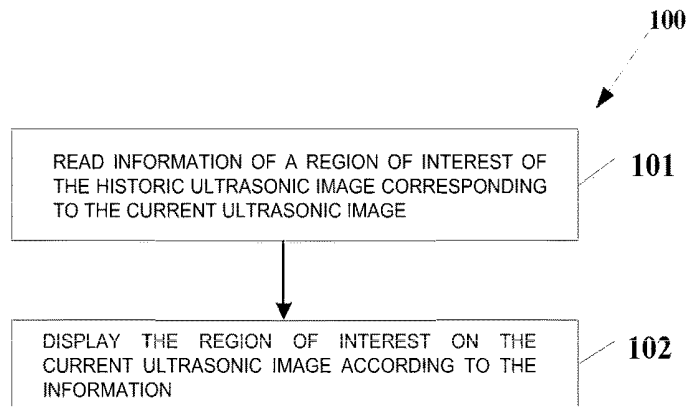 100
READ INFORMATION OF A REGION OF INTEREST OF
THE HISTORIC ULTRASONIC IMAGE CORRESPONDING
TO THE CURRENT ULTRASONIC IMAGE
101
DISPLAY THE REGION OF INTEREST ON THE
CURRENT ULTRASONIC IMAGE ACCORDING TO THE
INFORMATION
102